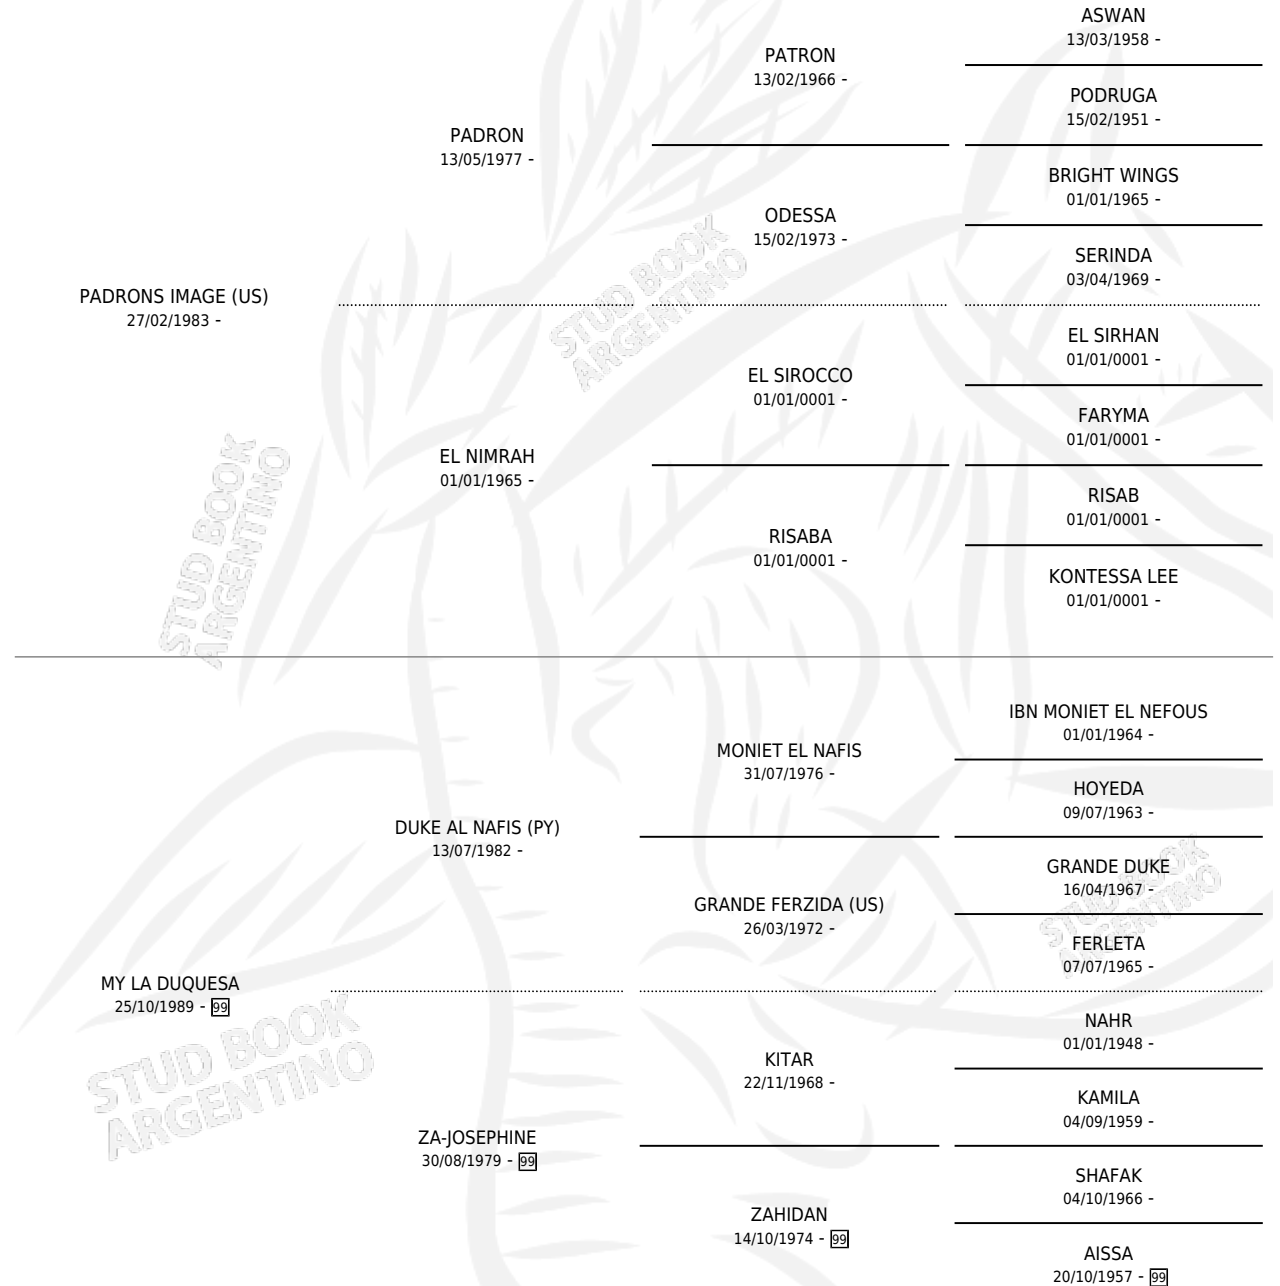 ASWAN
13/03/1958 -
PATRON
13/02/1966 -
PODRUGA
15/02/1951 -
PADRON
13/05/1977 -
BRIGHT WINGS
01/01/1965 -
ODESSA
15/02/1973 -
SERINDA
03/04/1969 -
PADRONS IMAGE (US)
27/02/1983 -
EL SIRHAN
01/01/0001 -
EL SIROCCO
01/01/0001 -
FARYMA
01/01/0001 -
EL NIMRAH
01/01/1965 -
RISAB
01/01/0001 -
RISABA
01/01/0001 -
KONTESSA LEE
01/01/0001 -
STUD BOOK
ARGENTINO
STUD BOOK
ARGENTINO
IBN MONIET EL NEFOUS
01/01/1964 -
MONIET EL NAFIS
31/07/1976 -
HOYEDA
09/07/1963 -
DUKE AL NAFIS (PY)
13/07/1982 -
GRANDE DUKE
16/04/1967 -
GRANDE FERZIDA (US)
26/03/1972 -
FERLETA
07/07/1965 -
STUD BOOK
ARGENTINO
MY LA DUQUESA
25/10/1989 - 99
NAHR
01/01/1948 -
KITAR
22/11/1968 -
KAMILA
04/09/1959 -
STUD BOOK
ARGENTINO
ZA-JOSEPHINE
30/08/1979 - 99
SHAFAK
04/10/1966 -
ZAHIDAN
14/10/1974 - 99
AISSA
20/10/1957 - 99